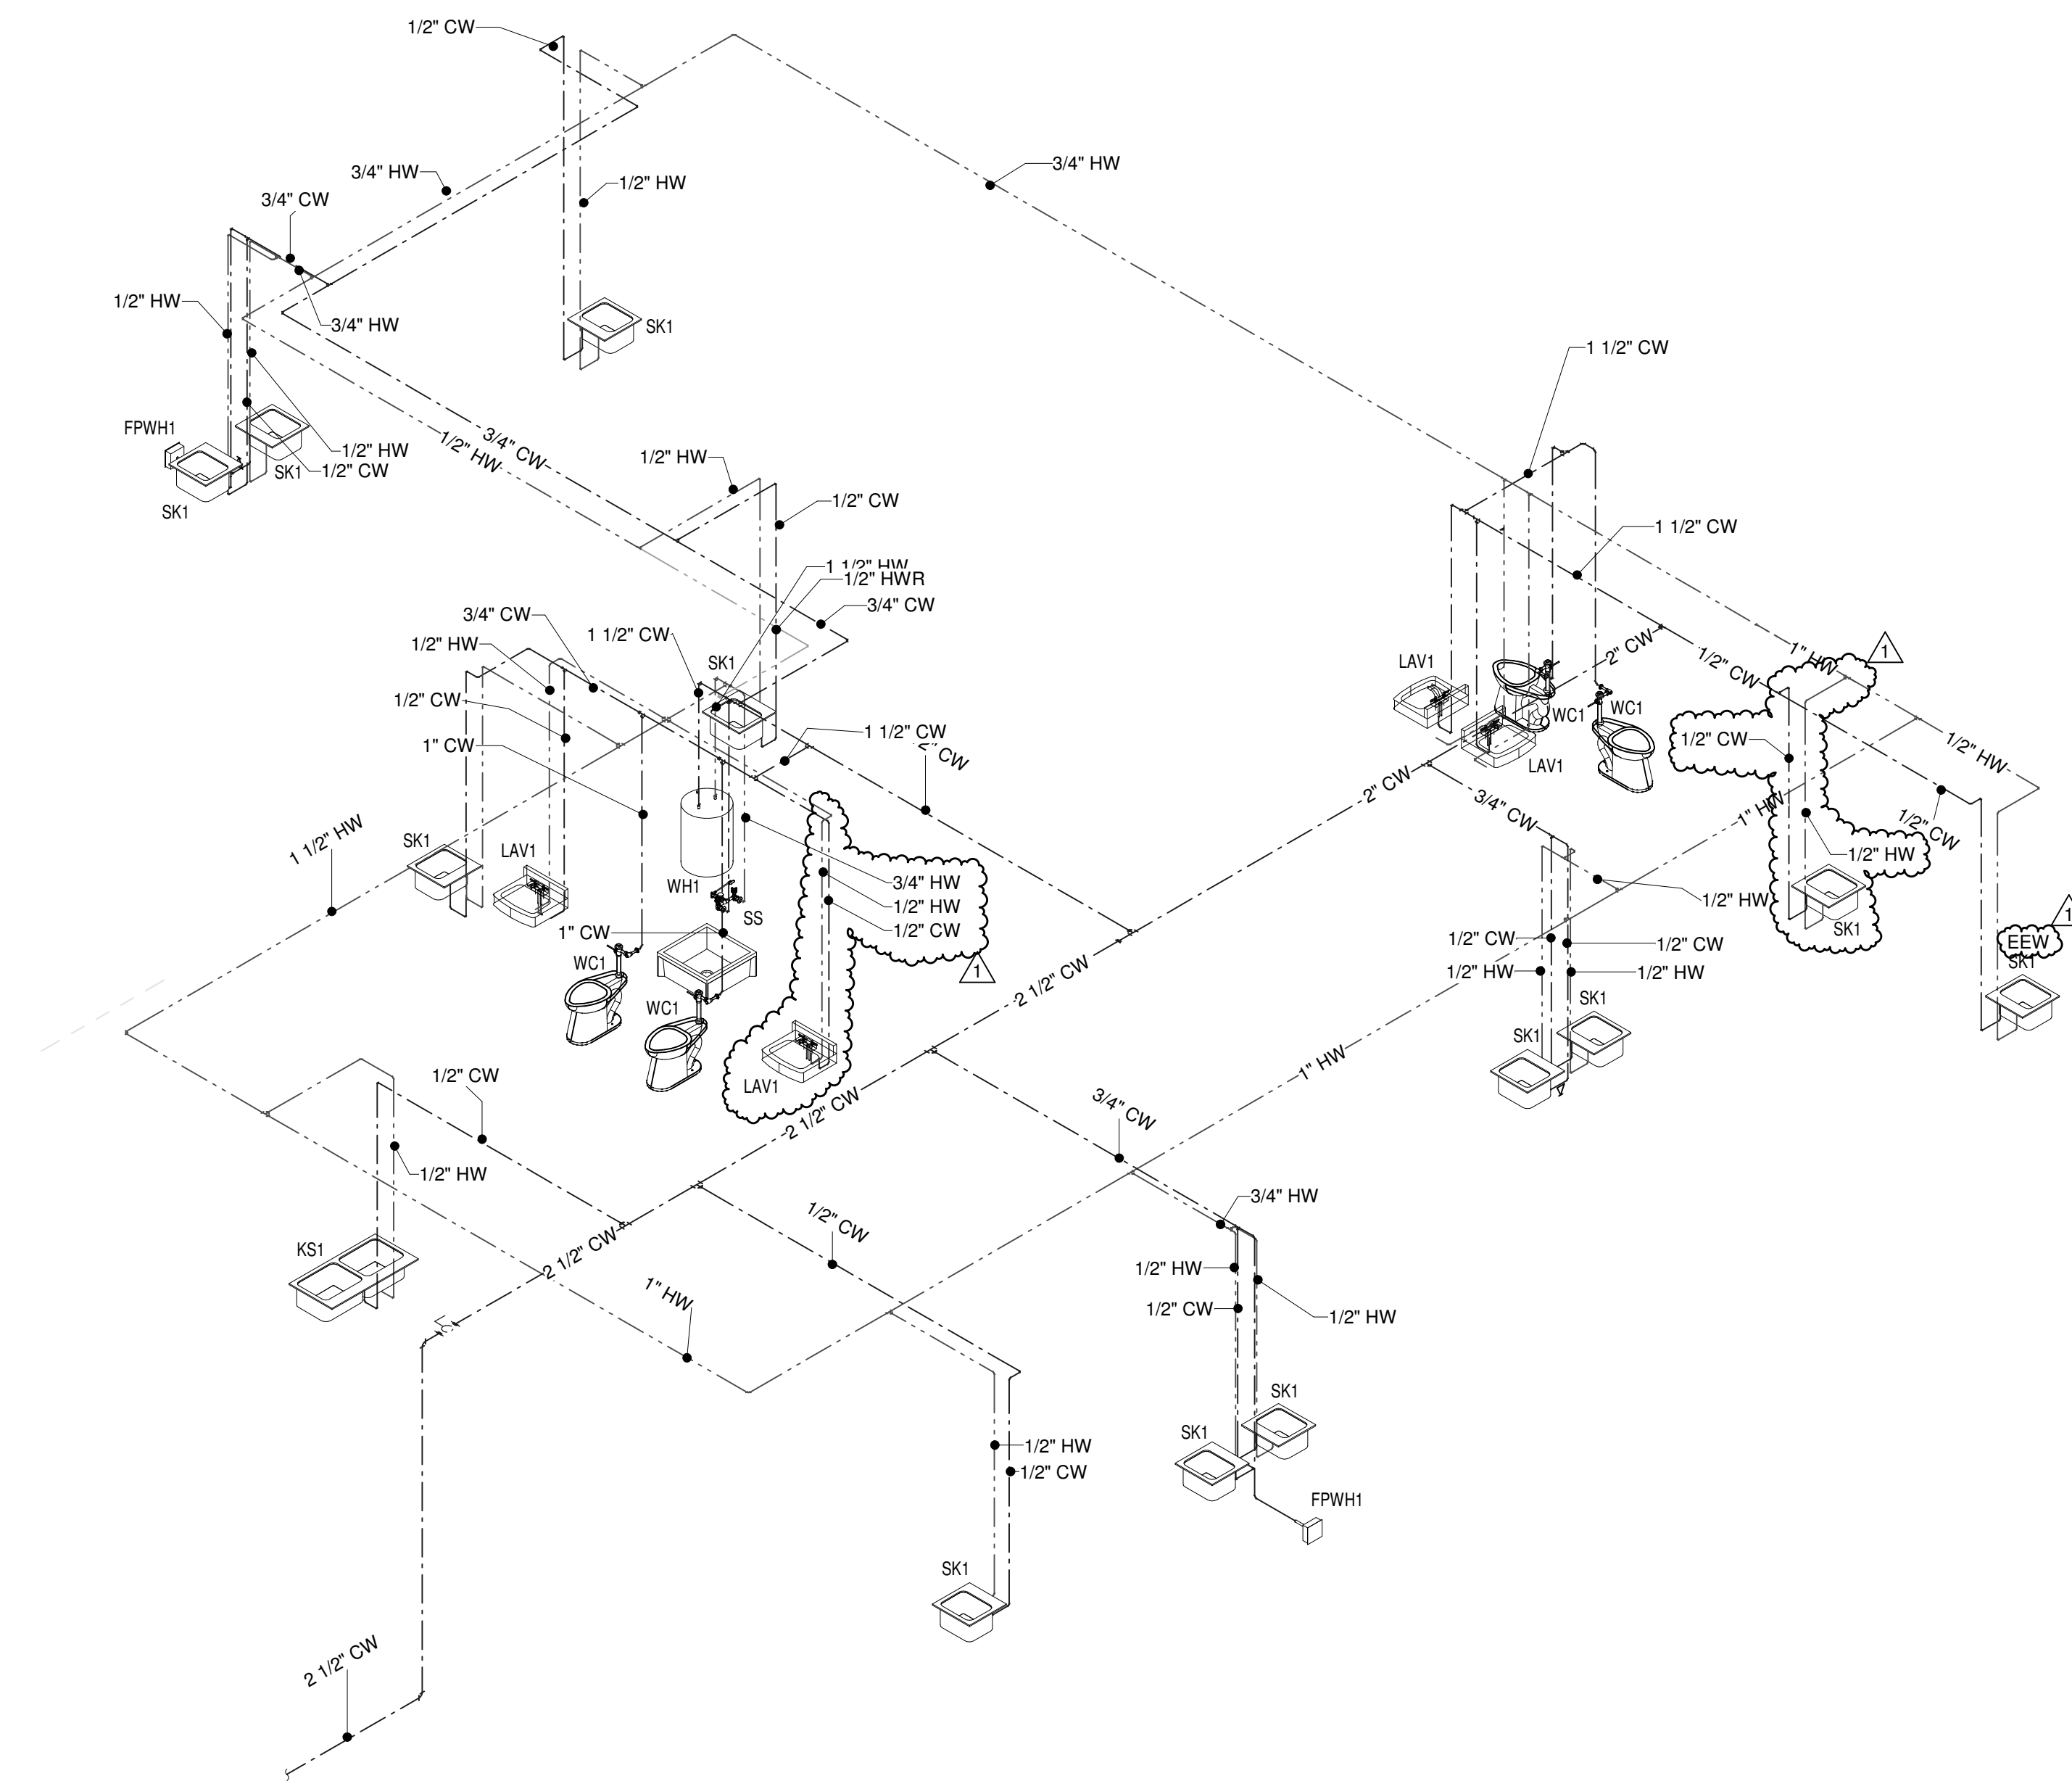 1/2" CW
3/4" HW
3/4" HW
1/2" HW
3/4" CW
1/2" HW
3/4" HW
SK1
1 1/2" CW
FPWH1
3/4" CW
1/2" HW
1/2" HW
1/2" CW
SK1
SK1
1/2" HW
1/2" CW
1 1/2" CW
1 1/2" HW
1/2" HWR
3/4" CW
3/4" CW
1 1/2" CW
1/2" HW
SK1
LAV1
2" CW
1/2" CW
1" HW
1
1/2" CW
1" CW
1 1/2" CW
2" CW
WC1
WC1
LAV1
1/2" CW
1/2" HW
2" CW
3/4" CW
1" HW
1/2" CW
1 1/2" HW
SK1
LAV1
WH1
3/4" HW
1/2" HW
1/2" CW
SS
1" CW
1/2" HW
1/2" HW
SK1
1
1/2" CW
1/2" CW
EEW
SK1
1/2" HW
1/2" HW
WC1
1
2 1/2" CW
WC1
SK1
SK1
1" HW
LAV1
1/2" CW
2 1/2" CW
3/4" CW
1/2" HW
3/4" HW
KS1
2 1/2" CW
1/2" CW
1/2" HW
1/2" CW
1/2" HW
1" HW
SK1
SK1
1/2" HW
1/2" CW
FPWH1
SK1
2 1/2" CW